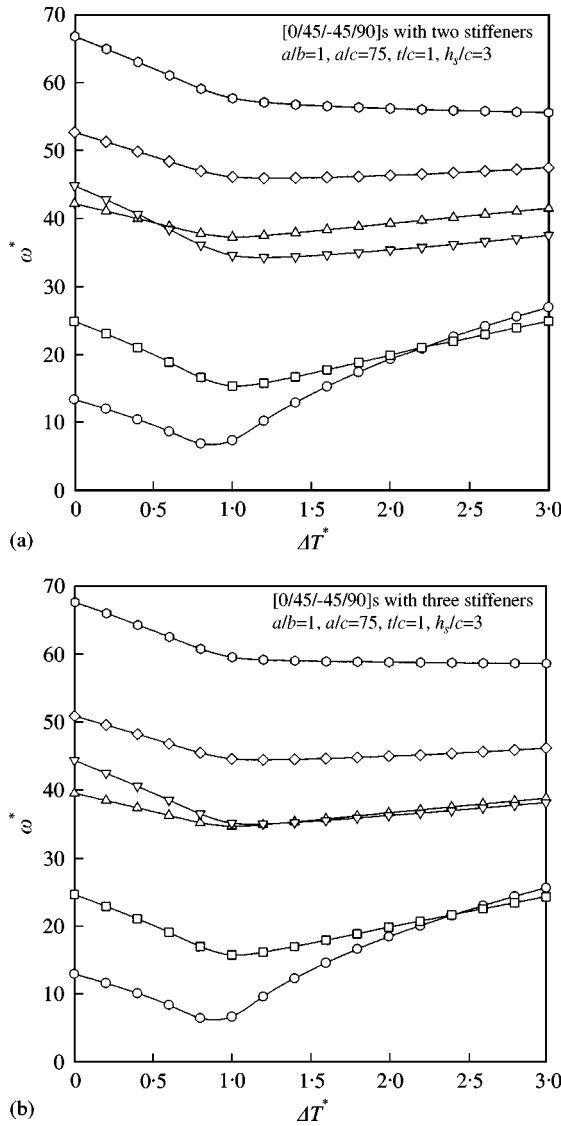 [0/45/-45/90]s with two stiffeners
a/b=1, a/c=75, t/c=1, hₛ/c=3
70
60
50
40
30
20
10
0
ω*
0 0·5 1·0 1·5 2·0 2·5 3·0
(a)
ΔT*
[0/45/-45/90]s with three stiffeners
a/b=1, a/c=75, t/c=1, hₛ/c=3
70
60
50
40
30
20
10
0
ω*
0 0·5 1·0 1·5 2·0 2·5 3·0
(b)
ΔT*